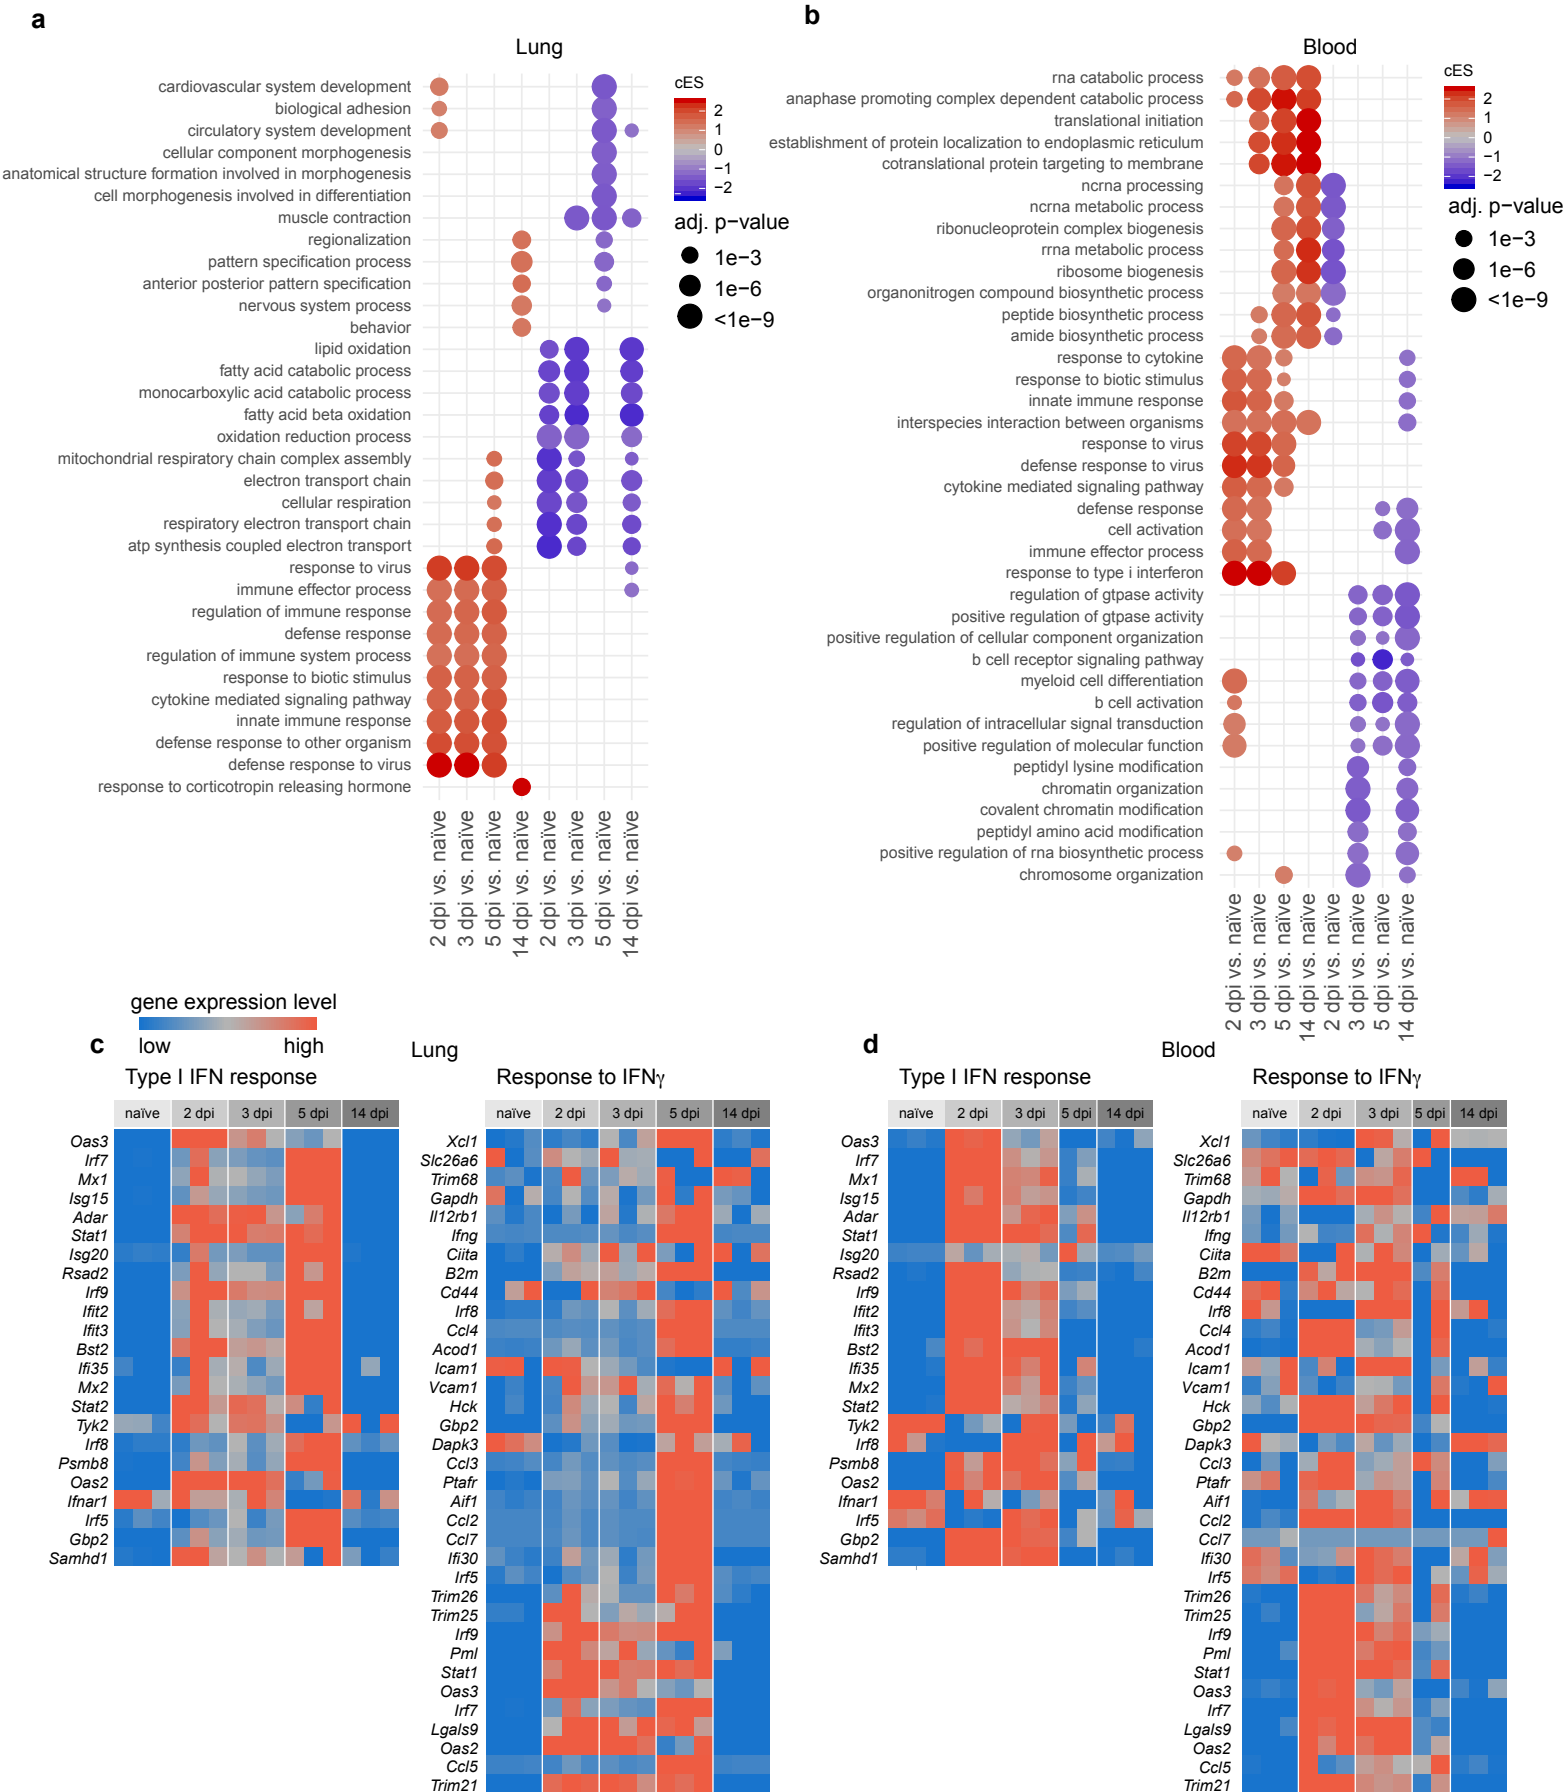 a
Lung
cardiovascular system development
biological adhesion
circulatory system development
cellular component morphogenesis
anatomical structure formation involved in morphogenesis
cell morphogenesis involved in differentiation
muscle contraction
regionalization
pattern specification process
anterior posterior pattern specification
nervous system process
behavior
lipid oxidation
fatty acid catabolic process
monocarboxylic acid catabolic process
fatty acid beta oxidation
oxidation reduction process
mitochondrial respiratory chain complex assembly
electron transport chain
cellular respiration
respiratory electron transport chain
atp synthesis coupled electron transport
response to virus
immune effector process
regulation of immune response
defense response
regulation of immune system process
response to biotic stimulus
cytokine mediated signaling pathway
innate immune response
defense response to other organism
defense response to virus
response to corticotropin releasing hormone
2 dpi vs. naïve
3 dpi vs. naïve
5 dpi vs. naïve
14 dpi vs. naïve
2 dpi vs. naïve
3 dpi vs. naïve
5 dpi vs. naïve
14 dpi vs. naïve
cES
2
1
0
−1
−2
adj. p−value
1e−3
1e−6
<1e−9
b
Blood
rna catabolic process
anaphase promoting complex dependent catabolic process
translational initiation
establishment of protein localization to endoplasmic reticulum
cotranslational protein targeting to membrane
ncrna processing
ncrna metabolic process
ribonucleoprotein complex biogenesis
rrna metabolic process
ribosome biogenesis
organonitrogen compound biosynthetic process
peptide biosynthetic process
amide biosynthetic process
response to cytokine
response to biotic stimulus
innate immune response
interspecies interaction between organisms
response to virus
defense response to virus
cytokine mediated signaling pathway
defense response
cell activation
immune effector process
response to type i interferon
regulation of gtpase activity
positive regulation of gtpase activity
positive regulation of cellular component organization
b cell receptor signaling pathway
myeloid cell differentiation
b cell activation
regulation of intracellular signal transduction
positive regulation of molecular function
peptidyl lysine modification
chromatin organization
covalent chromatin modification
peptidyl amino acid modification
positive regulation of rna biosynthetic process
chromosome organization
2 dpi vs. naïve
3 dpi vs. naïve
5 dpi vs. naïve
14 dpi vs. naïve
2 dpi vs. naïve
3 dpi vs. naïve
5 dpi vs. naïve
14 dpi vs. naïve
cES
2
1
0
−1
−2
adj. p−value
1e−3
1e−6
<1e−9
gene expression level
low high
c
Lung
Type I IFN response
naïve 2 dpi 3 dpi 5 dpi 14 dpi
Oas3
Irf7
Mx1
Isg15
Adar
Stat1
Isg20
Rsad2
Irf9
Ifit2
Ifit3
Bst2
Ifi35
Mx2
Stat2
Tyk2
Irf8
Psmb8
Oas2
Ifnar1
Irf5
Gbp2
Samhd1
Response to IFNγ
naïve 2 dpi 3 dpi 5 dpi 14 dpi
Xcl1
Slc26a6
Trim68
Gapdh
Il12rb1
Ifng
Ciita
B2m
Cd44
Irf8
Ccl4
Acod1
Icam1
Vcam1
Hck
Gbp2
Dapk3
Ccl3
Ptafr
Aif1
Ccl2
Ccl7
Ifi30
Irf5
Trim26
Trim25
Irf9
Pml
Stat1
Oas3
Irf7
Lgals9
Oas2
Ccl5
Trim21
d
Blood
Type I IFN response
naïve 2 dpi 3 dpi 5 dpi 14 dpi
Oas3
Irf7
Mx1
Isg15
Adar
Stat1
Isg20
Rsad2
Irf9
Ifit2
Ifit3
Bst2
Ifi35
Mx2
Stat2
Tyk2
Irf8
Psmb8
Oas2
Ifnar1
Irf5
Gbp2
Samhd1
Response to IFNγ
naïve 2 dpi 3 dpi 5 dpi 14 dpi
Xcl1
Slc26a6
Trim68
Gapdh
Il12rb1
Ifng
Ciita
B2m
Cd44
Irf8
Ccl4
Acod1
Icam1
Vcam1
Hck
Gbp2
Dapk3
Ccl3
Ptafr
Aif1
Ccl2
Ccl7
Ifi30
Irf5
Trim26
Trim25
Irf9
Pml
Stat1
Oas3
Irf7
Lgals9
Oas2
Ccl5
Trim21